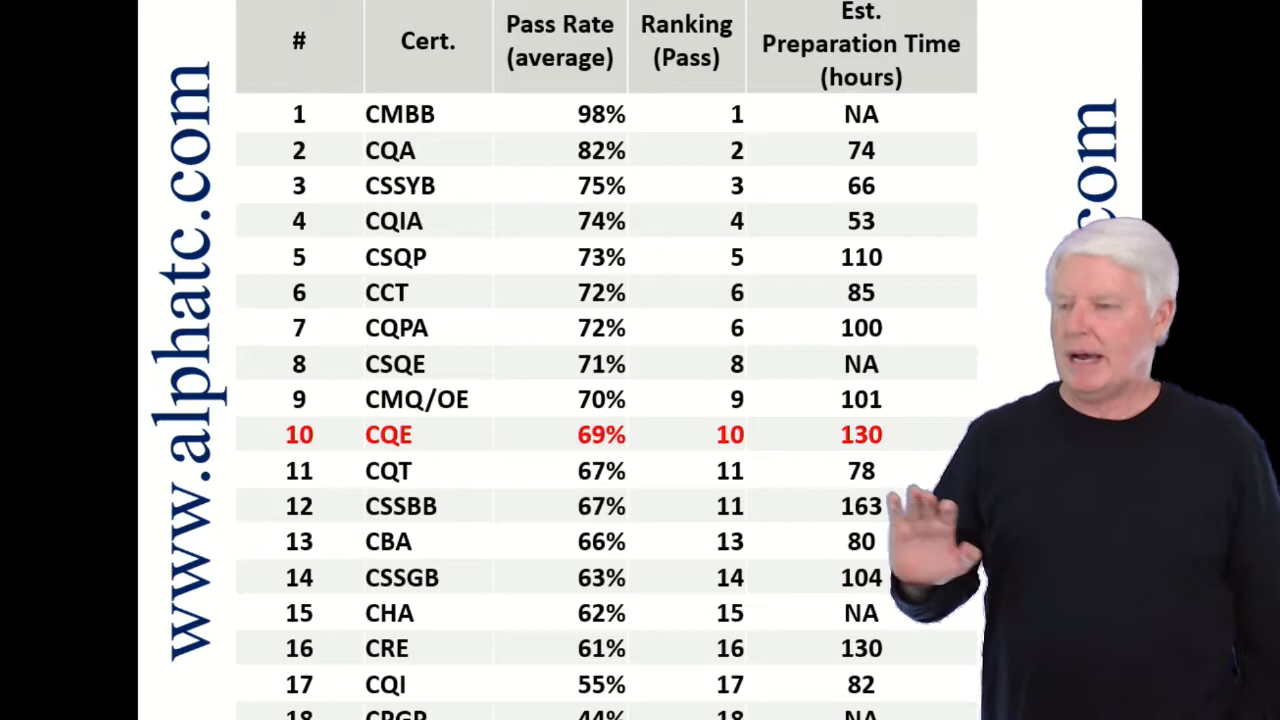 www.alphatc.com
# Cert. Pass Rate (average) Ranking (Pass) Est. Preparation Time (hours)
1 CMBB 98% 1 NA
2 CQA 82% 2 74
3 CSSYB 75% 3 66
4 CQIA 74% 4 53
5 CSQP 73% 5 110
6 CCT 72% 6 85
7 CQPA 72% 6 100
8 CSQE 71% 8 NA
9 CMQ/OE 70% 9 101
10 CQE 69% 10 130
11 CQT 67% 11 78
12 CSSBB 67% 11 163
13 CBA 66% 13 80
14 CSSGB 63% 14 104
15 CHA 62% 15 NA
16 CRE 61% 16 130
17 CQI 55% 17 82
18 CPGP 44% 18 NA
com